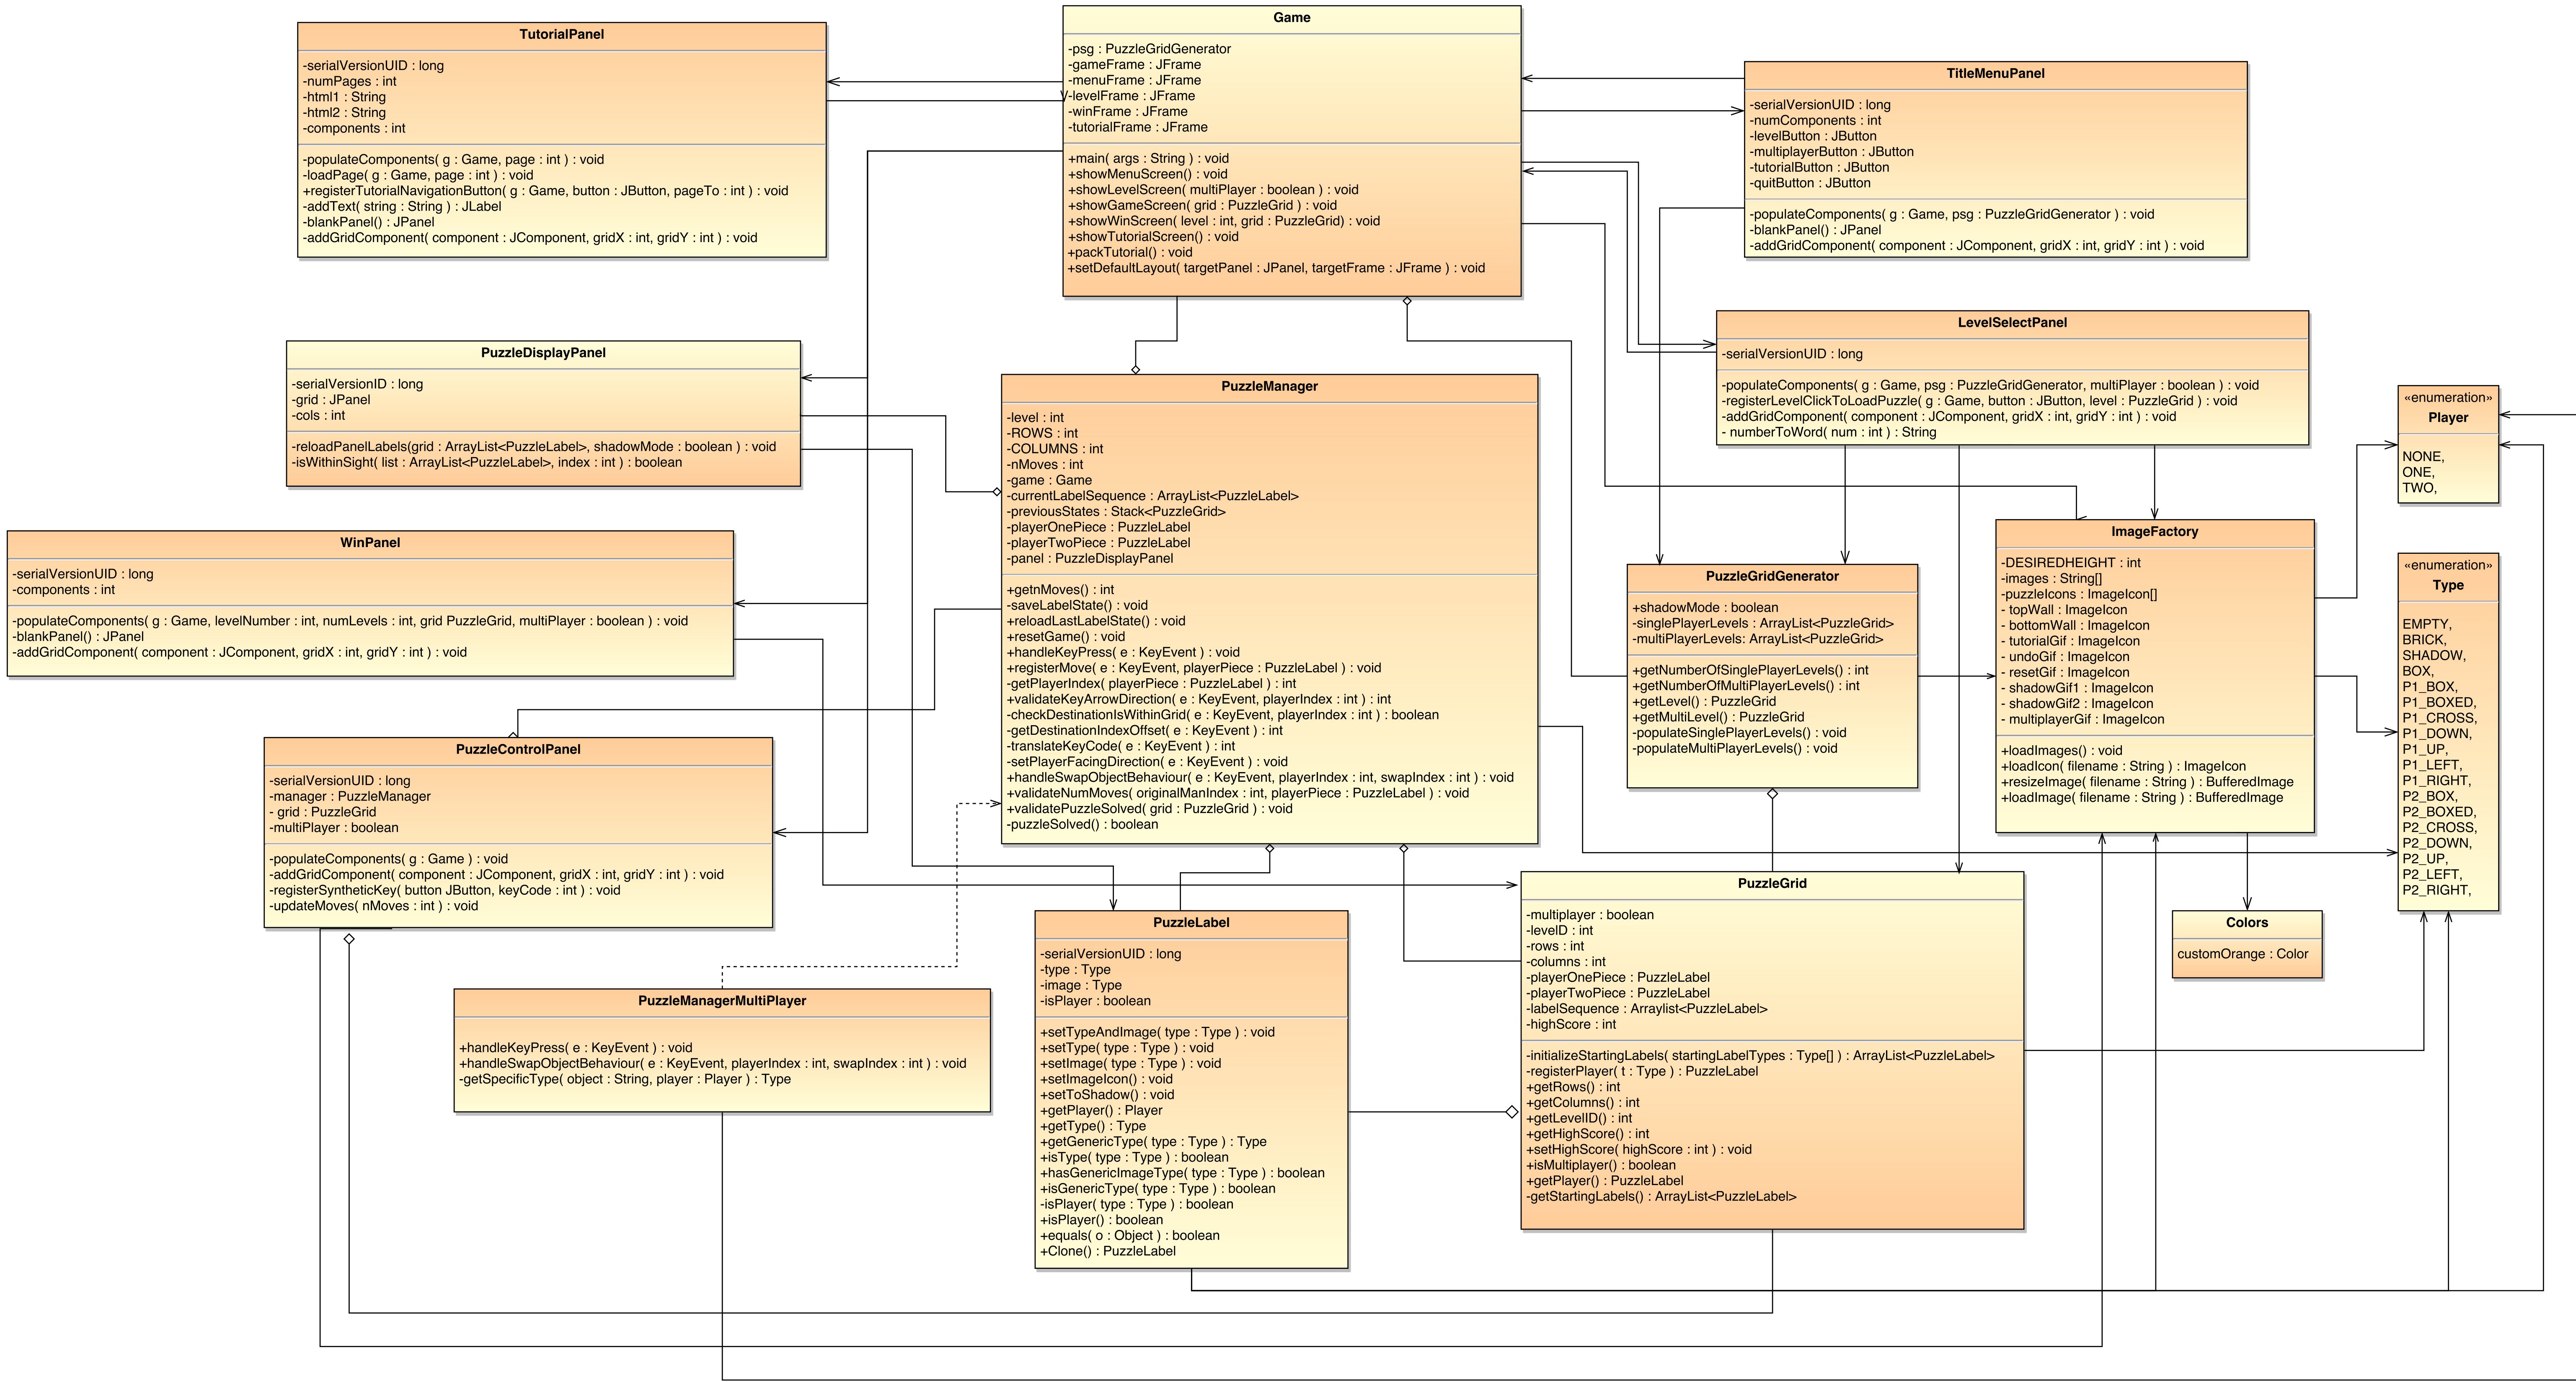 TutorialPanel
-serialVersionUID : long
-numPages : int
-html1 : String
-html2 : String
-components : int
-populateComponents( g : Game, page : int ) : void
-loadPage( g : Game, page : int ) : void
+registerTutorialNavigationButton( g : Game, button : JButton, pageTo : int ) : void
-addText( string : String ) : JLabel
-blankPanel() : JPanel
-addGridComponent( component : JComponent, gridX : int, gridY : int ) : void
Game
-psg : PuzzleGridGenerator
-gameFrame : JFrame
-menuFrame : JFrame
-levelFrame : JFrame
-winFrame : JFrame
-tutorialFrame : JFrame
+main( args : String ) : void
+showMenuScreen() : void
+showLevelScreen( multiPlayer : boolean ) : void
+showGameScreen( grid : PuzzleGrid ) : void
+showWinScreen( level : int, grid : PuzzleGrid) : void
+showTutorialScreen() : void
+packTutorial() : void
+setDefaultLayout( targetPanel : JPanel, targetFrame : JFrame ) : void
TitleMenuPanel
-serialVersionUID : long
-numComponents : int
-levelButton : JButton
-multiplayerButton : JButton
-tutorialButton : JButton
-quitButton : JButton
-populateComponents( g : Game, psg : PuzzleGridGenerator ) : void
-blankPanel() : JPanel
-addGridComponent( component : JComponent, gridX : int, gridY : int ) : void
PuzzleDisplayPanel
-serialVersionID : long
-grid : JPanel
-cols : int
-reloadPanelLabels(grid : ArrayList<PuzzleLabel>, shadowMode : boolean ) : void
-isWithinSight( list : ArrayList<PuzzleLabel>, index : int ) : boolean
LevelSelectPanel
-serialVersionUID : long
-populateComponents( g : Game, psg : PuzzleGridGenerator, multiPlayer : boolean ) : void
-registerLevelClickToLoadPuzzle( g : Game, button : JButton, level : PuzzleGrid ) : void
-addGridComponent( component : JComponent, gridX : int, gridY : int ) : void
- numberToWord( num : int ) : String
PuzzleManager
-level : int
-ROWS : int
-COLUMNS : int
-nMoves : int
-game : Game
-currentLabelSequence : ArrayList<PuzzleLabel>
-previousStates : Stack<PuzzleGrid>
-playerOnePiece : PuzzleLabel
-playerTwoPiece : PuzzleLabel
-panel : PuzzleDisplayPanel
+getnMoves() : int
-saveLabelState() : void
+reloadLastLabelState() : void
+resetGame() : void
+handleKeyPress( e : KeyEvent ) : void
+registerMove( e : KeyEvent, playerPiece : PuzzleLabel ) : void
-getPlayerIndex( playerPiece : PuzzleLabel ) : int
+validateKeyArrowDirection( e : KeyEvent, playerIndex : int ) : int
-checkDestinationIsWithinGrid( e : KeyEvent, playerIndex : int ) : boolean
-getDestinationIndexOffset( e : KeyEvent ) : int
-translateKeyCode( e : KeyEvent ) : int
-setPlayerFacingDirection( e : KeyEvent ) : void
+handleSwapObjectBehaviour( e : KeyEvent, playerIndex : int, swapIndex : int ) : void
+validateNumMoves( originalManIndex : int, playerPiece : PuzzleLabel ) : void
+validatePuzzleSolved( grid : PuzzleGrid ) : void
-puzzleSolved() : boolean
«enumeration»
Player
NONE,
ONE,
TWO,
WinPanel
-serialVersionUID : long
-components : int
-populateComponents( g : Game, levelNumber : int, numLevels : int, grid PuzzleGrid, multiPlayer : boolean ) : void
-blankPanel() : JPanel
-addGridComponent( component : JComponent, gridX : int, gridY : int ) : void
PuzzleGridGenerator
+shadowMode : boolean
-singlePlayerLevels : ArrayList<PuzzleGrid>
-multiPlayerLevels: ArrayList<PuzzleGrid>
+getNumberOfSinglePlayerLevels() : int
+getNumberOfMultiPlayerLevels() : int
+getLevel() : PuzzleGrid
+getMultiLevel() : PuzzleGrid
-populateSinglePlayerLevels() : void
-populateMultiPlayerLevels() : void
ImageFactory
-DESIREDHEIGHT : int
-images : String[]
-puzzleIcons : ImageIcon[]
- topWall : ImageIcon
- bottomWall : ImageIcon
- tutorialGif : ImageIcon
- undoGif : ImageIcon
- resetGif : ImageIcon
- shadowGif1 : ImageIcon
- shadowGif2 : ImageIcon
- multiplayerGif : ImageIcon
+loadImages() : void
+loadIcon( filename : String ) : ImageIcon
+resizeImage( filename : String ) : BufferedImage
+loadImage( filename : String ) : BufferedImage
«enumeration»
Type
EMPTY,
BRICK,
SHADOW,
BOX,
P1_BOX,
P1_BOXED,
P1_CROSS,
P1_DOWN,
P1_UP,
P1_LEFT,
P1_RIGHT,
P2_BOX,
P2_BOXED,
P2_CROSS,
P2_DOWN,
P2_UP,
P2_LEFT,
P2_RIGHT,
PuzzleControlPanel
-serialVersionUID : long
-manager : PuzzleManager
- grid : PuzzleGrid
-multiPlayer : boolean
-populateComponents( g : Game ) : void
-addGridComponent( component : JComponent, gridX : int, gridY : int ) : void
-registerSyntheticKey( button JButton, keyCode : int ) : void
-updateMoves( nMoves : int ) : void
PuzzleGrid
-multiplayer : boolean
-levelD : int
-rows : int
-columns : int
-playerOnePiece : PuzzleLabel
-playerTwoPiece : PuzzleLabel
-labelSequence : Arraylist<PuzzleLabel>
-highScore : int
-initializeStartingLabels( startingLabelTypes : Type[] ) : ArrayList<PuzzleLabel>
-registerPlayer( t : Type ) : PuzzleLabel
+getRows() : int
+getColumns() : int
+getLevelID() : int
+getHighScore() : int
+setHighScore( highScore : int ) : void
+isMultiplayer() : boolean
+getPlayer() : PuzzleLabel
-getStartingLabels() : ArrayList<PuzzleLabel>
PuzzleLabel
-serialVersionUID : long
-type : Type
-image : Type
-isPlayer : boolean
+setTypeAndImage( type : Type ) : void
+setType( type : Type ) : void
+setImage( type : Type ) : void
+setImageIcon() : void
+setToShadow() : void
+getPlayer() : Player
+getType() : Type
+getGenericType( type : Type ) : Type
+isType( type : Type ) : boolean
+hasGenericImageType( type : Type ) : boolean
+isGenericType( type : Type ) : boolean
-isPlayer( type : Type ) : boolean
+isPlayer() : boolean
+equals( o : Object ) : boolean
+Clone() : PuzzleLabel
Colors
customOrange : Color
PuzzleManagerMultiPlayer
+handleKeyPress( e : KeyEvent ) : void
+handleSwapObjectBehaviour( e : KeyEvent, playerIndex : int, swapIndex : int ) : void
-getSpecificType( object : String, player : Player ) : Type